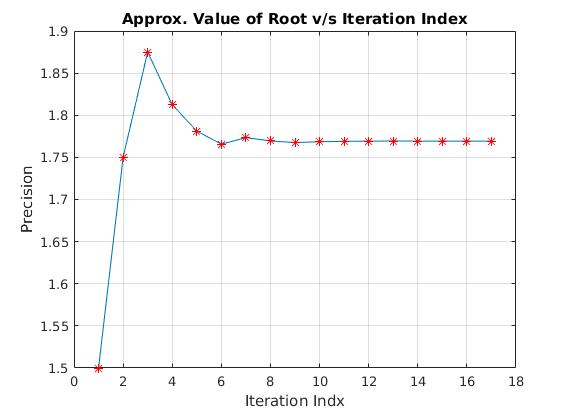 Approx. Value of Root v/s Iteration Index
1.9
1.85
1.8
1.75
1.7
1.65
1.6
1.55
1.5
Precision
0 2 4 6 8 10 12 14 16 18
Iteration Indx